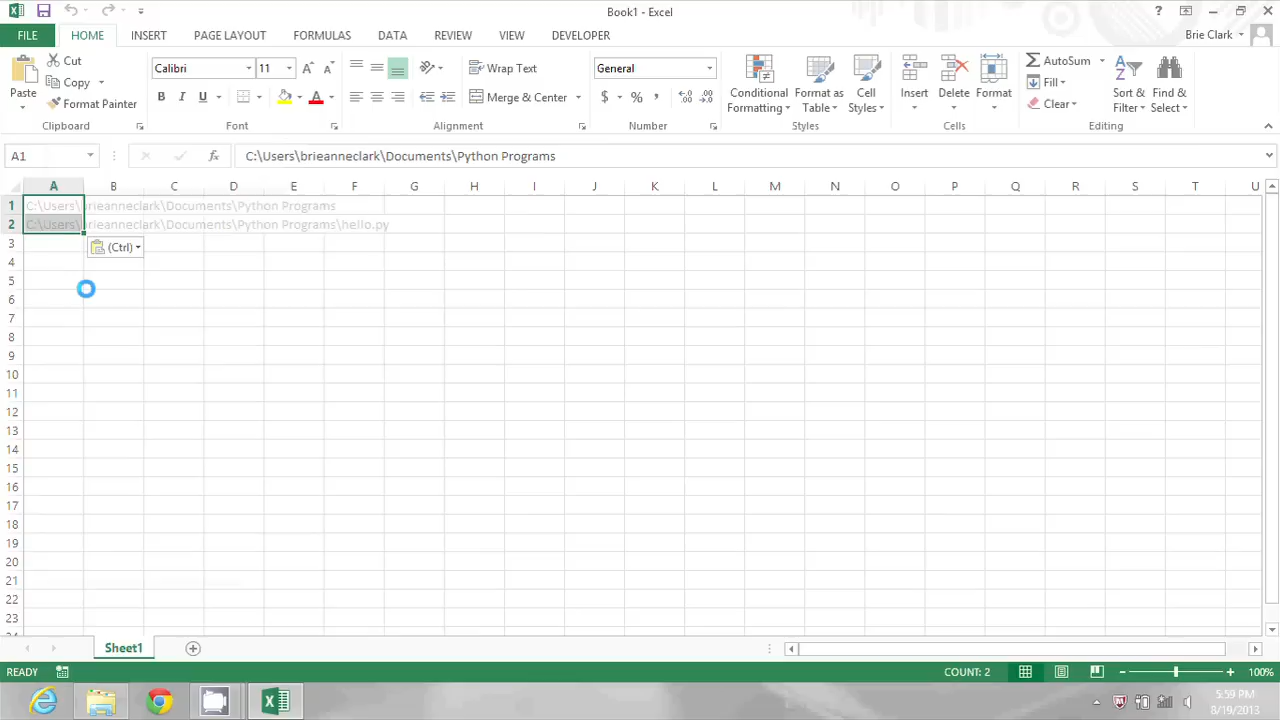 Book1 - Excel
?
FILE HOME INSERT PAGE LAYOUT FORMULAS DATA REVIEW VIEW DEVELOPER Brie Clark
Paste
Cut
Copy
Format Painter
Clipboard
Calibri 11
B I U A
Font
Wrap Text
Merge & Center
Alignment
General
$ % ,
Number
Conditional Formatting
Format as Table
Cell Styles
Styles
Insert
Delete
Format
Cells
AutoSum
Fill
Clear
Sort & Filter
Find & Select
Editing
A1 fx C:\Users\brieanneclark\Documents\Python Programs
A B C D E F G H I J K L M N O P Q R S T U
1 C:\Users\brieanneclark\Documents\Python Programs
2 C:\Users\brieanneclark\Documents\Python Programs\hello.py
3 (Ctrl)
4
5
6
7
8
9
10
11
12
13
14
15
16
17
18
19
20
21
22
23
Sheet1
READY COUNT: 2 100%
5:59 PM
8/19/2013